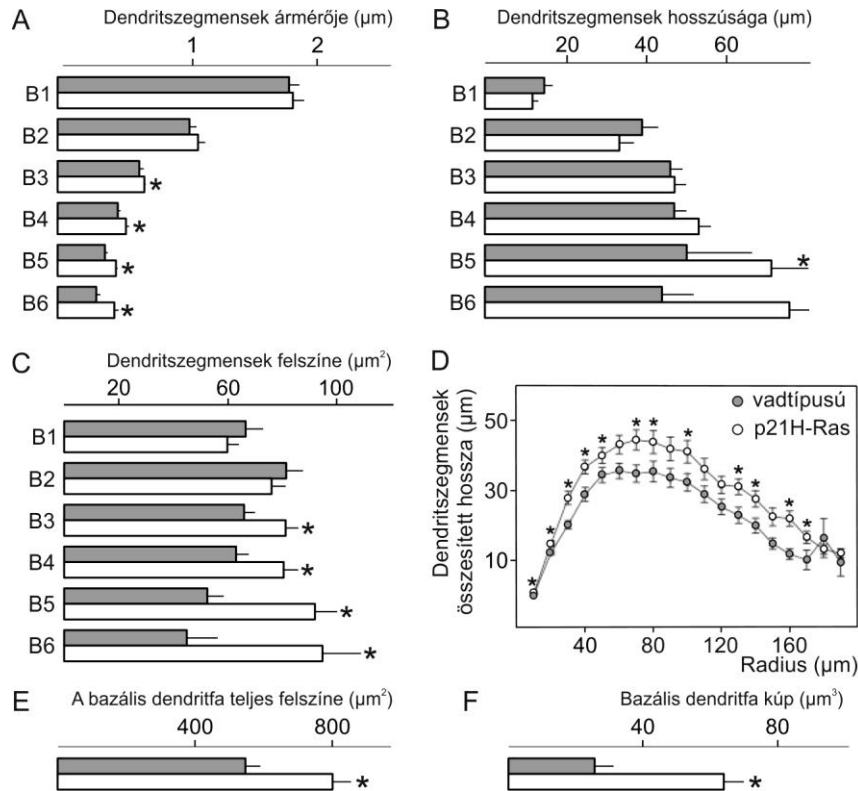 A
Dendritszegmensek ármérője (µm)
1 2
B1
*
B2
B3
*
B4
*
B5
*
B6
*
B
Dendritszegmensek hosszúsága (µm)
20 40 60
B1
B2
B3
B4
B5
*
B6
C
Dendritszegmensek felszíne (µm²)
20 60 100
B1
B2
B3
*
B4
*
B5
*
B6
*
D
Dendritszegmensek
összesített hossza (µm)
50
30
10
vadtípusú
p21H-Ras
* * * * * * * * * * * *
40 80 120 160
Radius (µm)
E
A bazális dendritfa teljes felszíne (µm²)
400 800
*
F
Bazális dendritfa kúp (µm³)
40 80
*